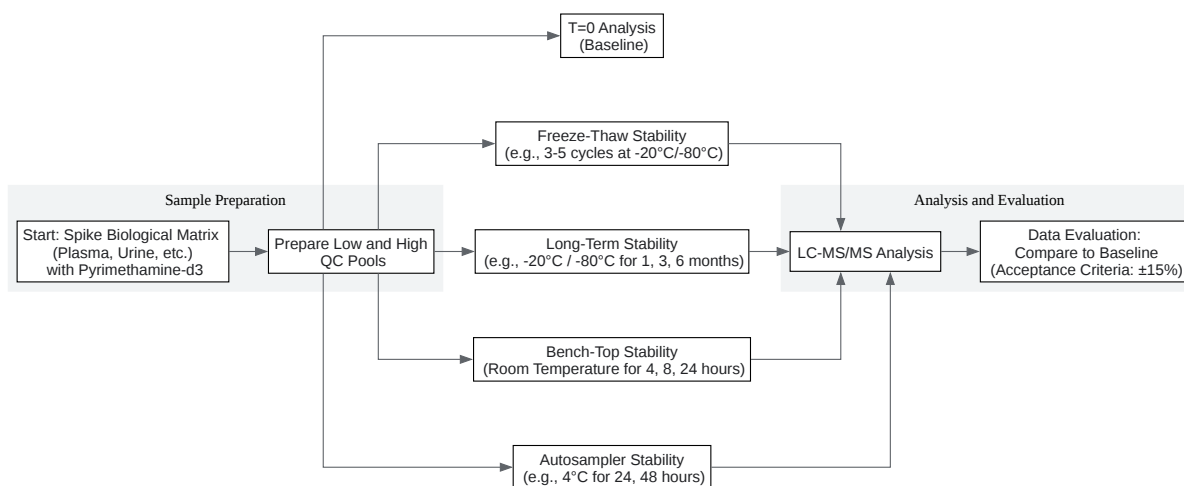 T=0 Analysis
(Baseline)
Freeze-Thaw Stability
(e.g., 3-5 cycles at -20°C/-80°C)
Sample Preparation
Start: Spike Biological Matrix
(Plasma, Urine, etc.)
with Pyrimethamine-d3
Prepare Low and High
QC Pools
Long-Term Stability
(e.g., -20°C / -80°C for 1, 3, 6 months)
Analysis and Evaluation
LC-MS/MS Analysis
Data Evaluation:
Compare to Baseline
(Acceptance Criteria: ±15%)
Bench-Top Stability
(Room Temperature for 4, 8, 24 hours)
Autosampler Stability
(e.g., 4°C for 24, 48 hours)